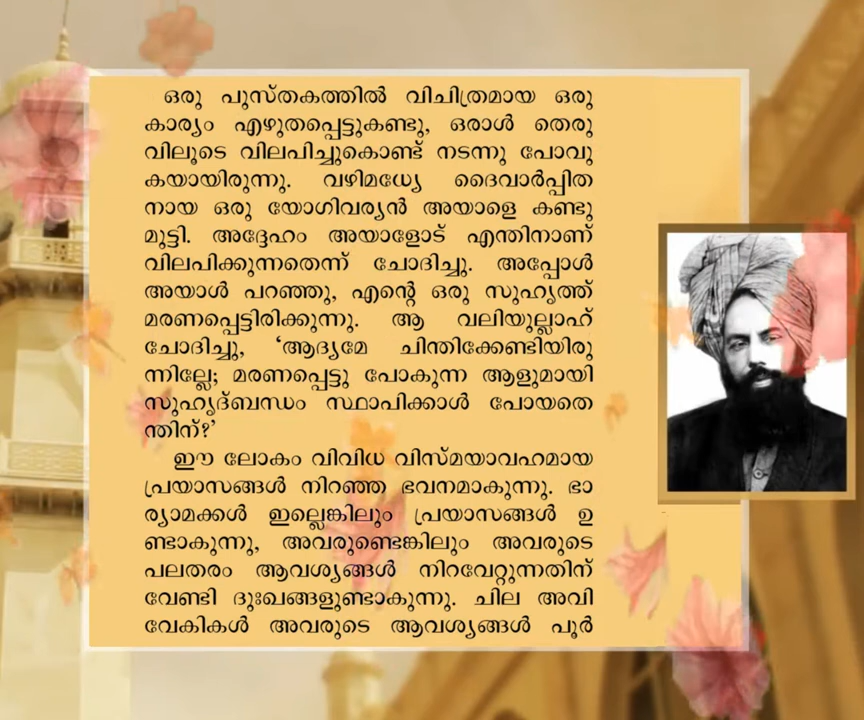 ഒരു പുസ്തകത്തിൽ വിചിത്രമായ ഒരു
കാര്യം എഴുതപ്പെട്ടുകണ്ടു, ഒരാൾ തെരു
വിലൂടെ വിലപിച്ചുകൊണ്ട് നടന്നു പോവു
കയായിരുന്നു. വഴിമധ്യേ ദൈവാർപ്പിത
നായ ഒരു യോഗിവര്യൻ അയാളെ കണ്ടു
മുട്ടി. അദ്ദേഹം അയാളോട് എന്തിനാണ്
വിലപിക്കുന്നതെന്ന് ചോദിച്ചു. അപ്പോൾ
അയാൾ പറഞ്ഞു, എന്റെ ഒരു സുഹൃത്ത്
മരണപ്പെട്ടിരിക്കുന്നു. ആ വലിയുല്ലാഹ്
ചോദിച്ചു, ‘ആദ്യമേ ചിന്തിക്കേണ്ടിയിരു
ന്നില്ലേ; മരണപ്പെട്ടു പോകുന്ന ആളുമായി
സുഹൃദ്ബന്ധം സ്ഥാപിക്കാൾ പോയതെ
ന്തിന്?’
ഈ ലോകം വിവിധ വിസ്മയാവഹമായ
പ്രയാസങ്ങൾ നിറഞ്ഞ ഭവനമാകുന്നു. ഭാ
ര്യാമക്കൾ ഇല്ലെങ്കിലും പ്രയാസങ്ങൾ ഉ
ണ്ടാകുന്നു, അവരുണ്ടെങ്കിലും അവരുടെ
പലതരം ആവശ്യങ്ങൾ നിറവേറ്റുന്നതിന്
വേണ്ടി ദുഃഖങ്ങളുണ്ടാകുന്നു. ചില അവി
വേകികൾ അവരുടെ ആവശ്യങ്ങൾ പൂർ